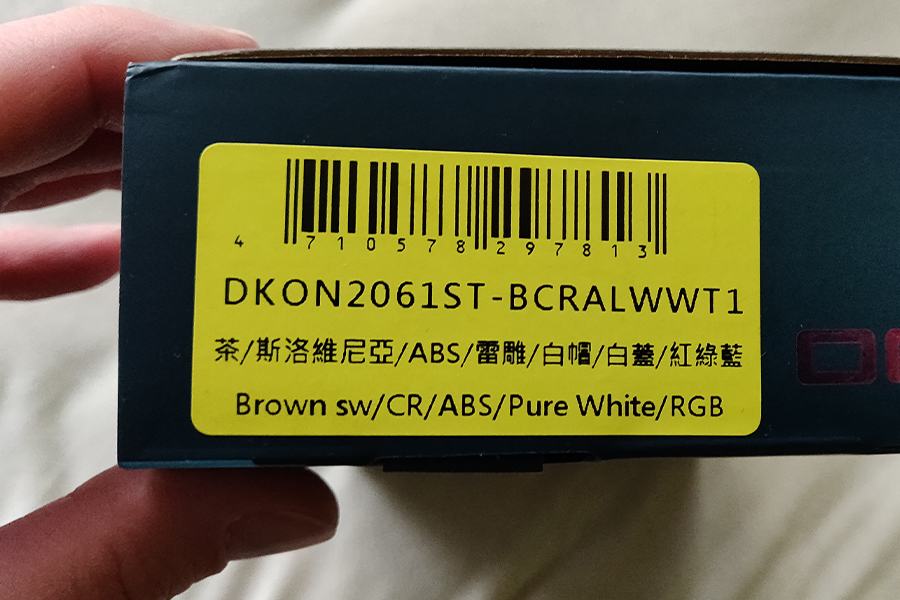 4 710578 297813
DKON2061ST-BCRALWWT1
茶/斯洛維尼亞/ABS/雷雕/白帽/白蓋/紅綠藍
Brown sw/CR/ABS/Pure White/RGB